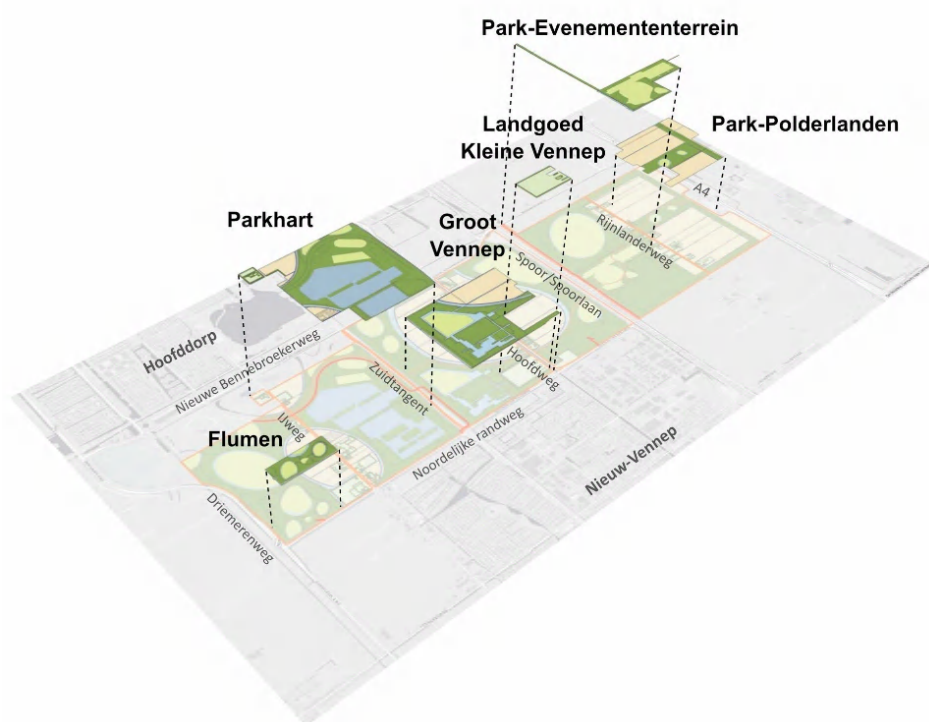 Park-Evenemententerrein
Landgoed
Kleine Vennep
Park-Polderlanden
A4
Parkhart
Groot
Vennep
Rijnlanderweg
Spoor/Spoorlaan
Hoofddorp
Nieuwe Bennebroekerweg
Zuidtangent
Hoofdweg
IJweg
Flumen
Noordelijke randweg
Nieuw-Vennep
Driemerenweg